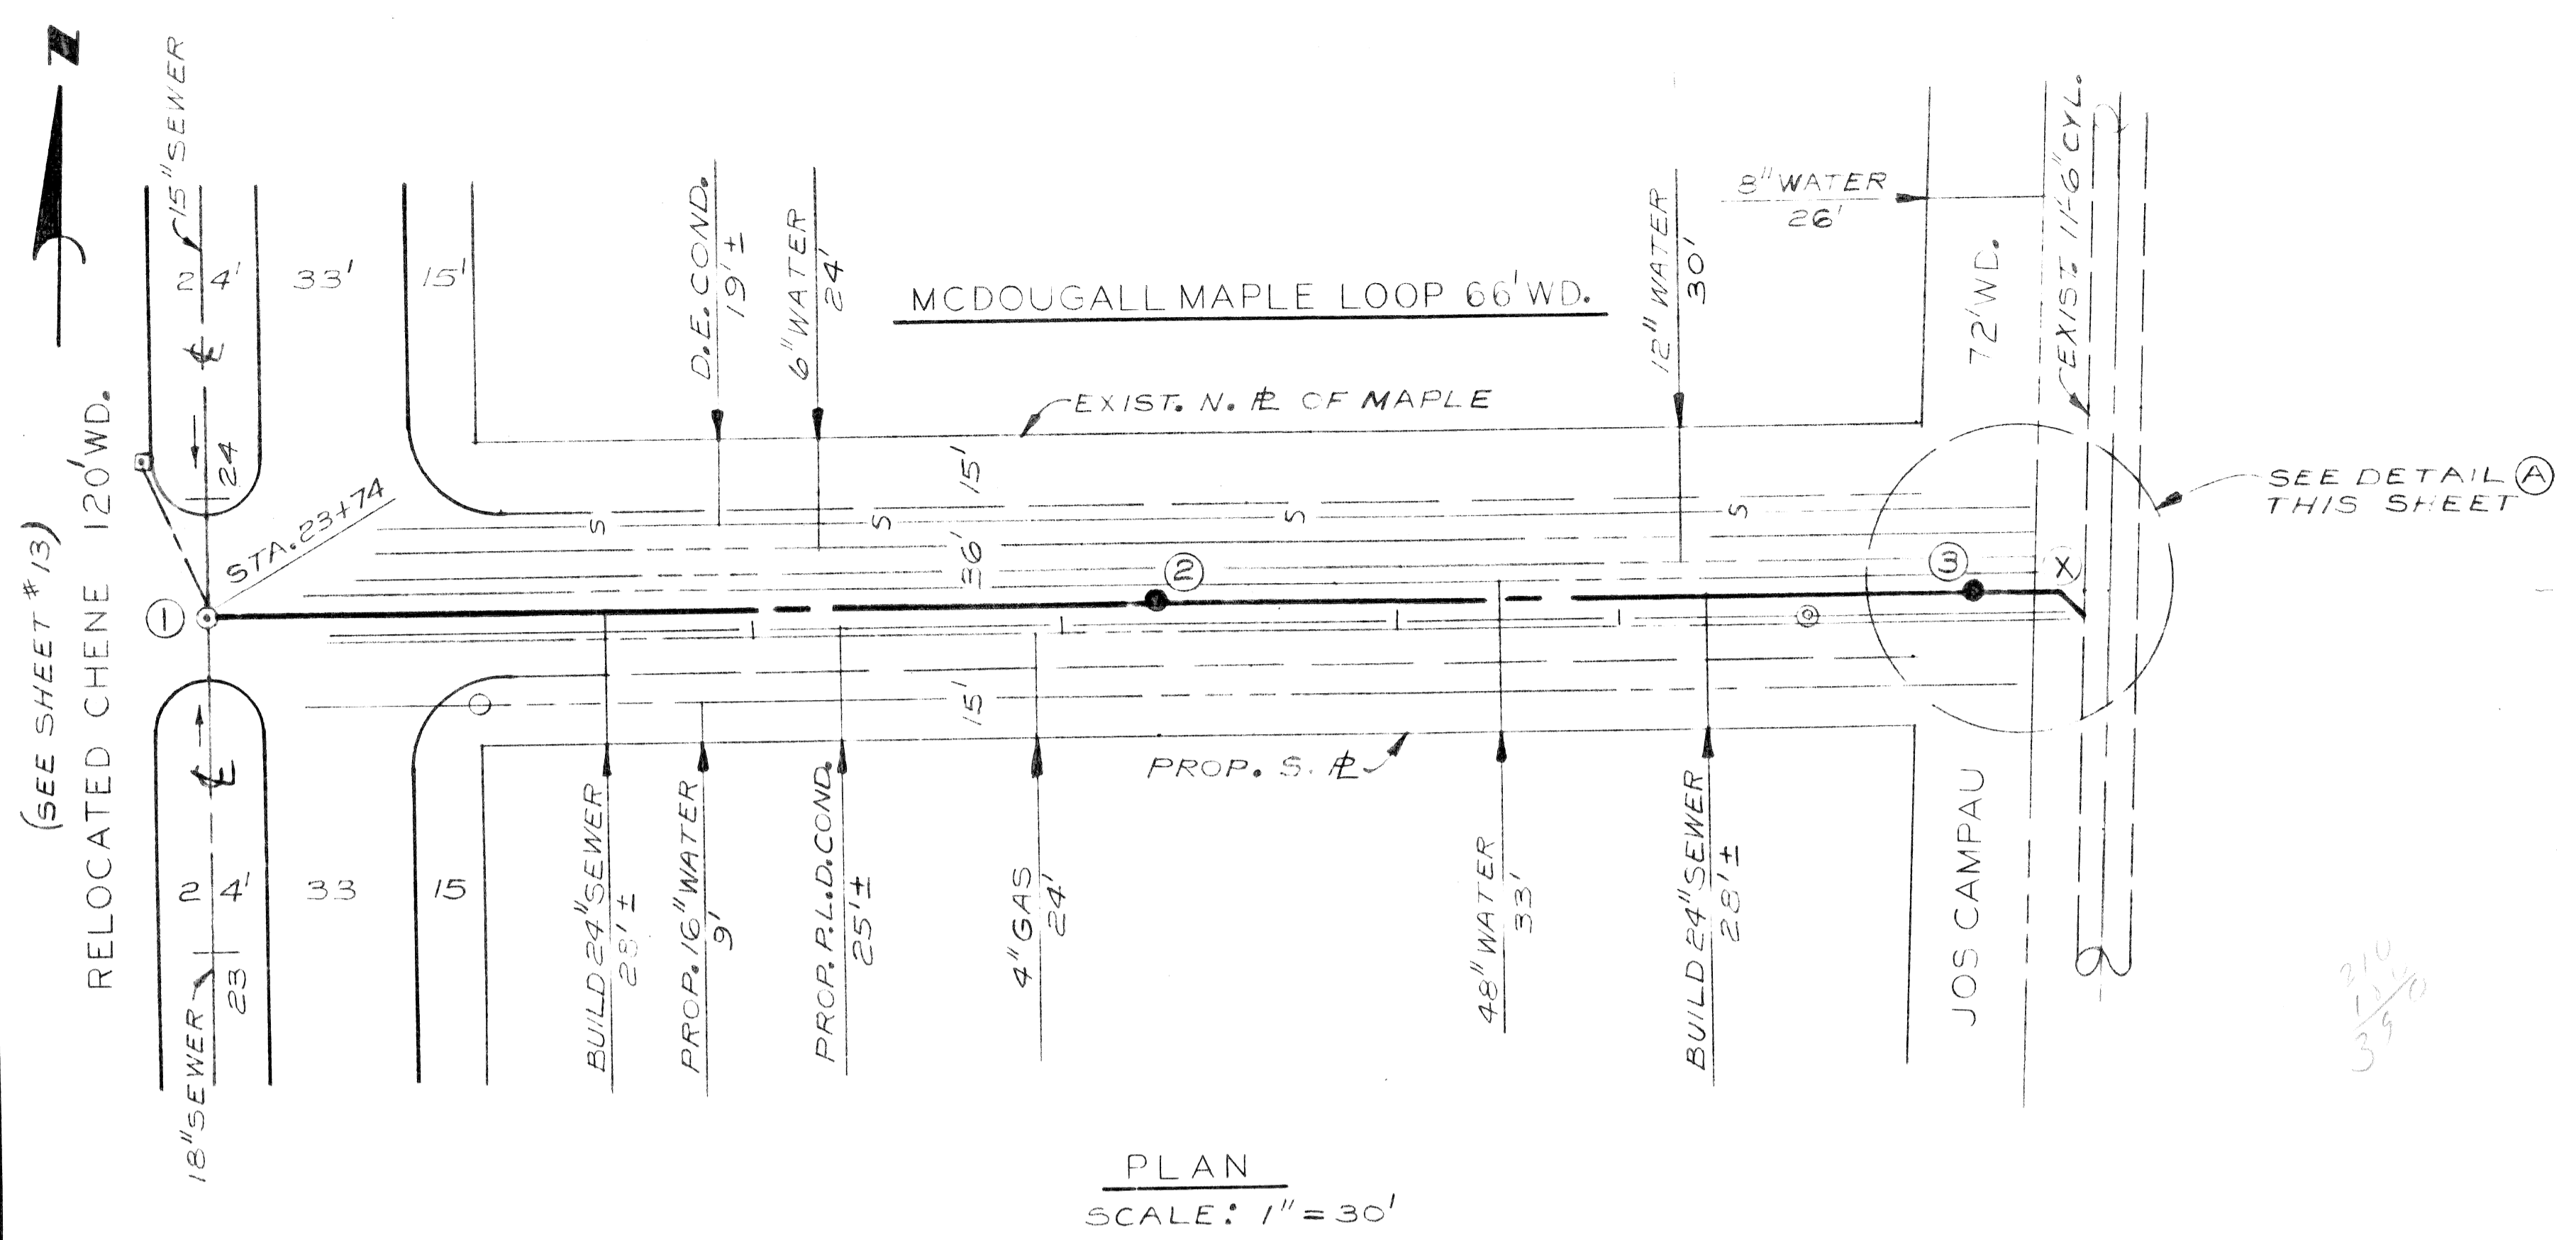 N
15" SEWER
(SEE SHEET #13)
RELOCATED CHENE 120' WD.
2 4'
33'
15'
℄
24
STA. 23+74
1
D.E. COND.
19' ±
6" WATER
24'
MCDOUGALL MAPLE LOOP 66' WD.
EXIST. N. ℙL OF MAPLE
12" WATER
30'
8" WATER
26'
72' WD.
EXIST. 11'-6" CYL.
SEE DETAIL A
THIS SHEET
15'
S S S S
36'
2
3
X
15'
PROP. S. ℙL
℄
2 4'
33
15
23
18" SEWER
BUILD 24" SEWER
28' ±
PROP. 16" WATER
9'
PROP. P.L.D. COND.
25' ±
4" GAS
24'
48" WATER
33'
BUILD 24" SEWER
28' ±
JOS CAMPAU
PLAN
SCALE: 1" = 30'